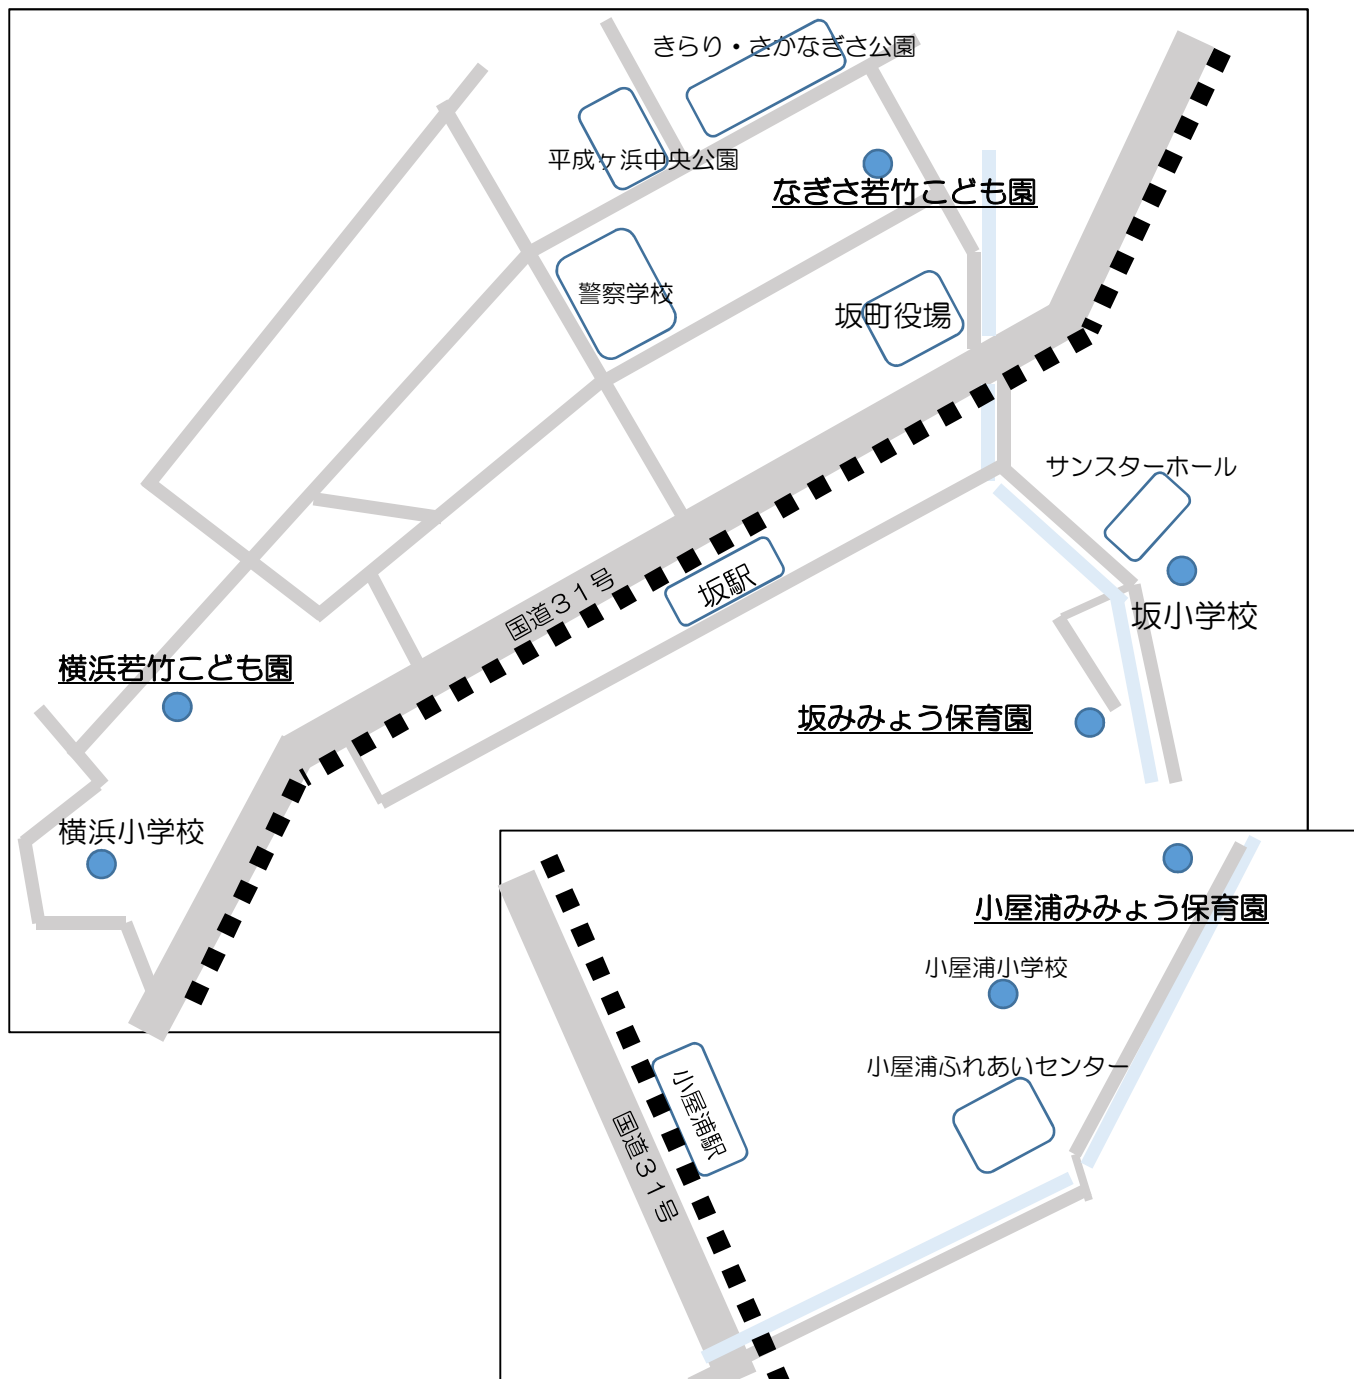 きらり・さかなぎさ公園
平成ヶ浜中央公園
なぎさ若竹こども園
警察学校
坂町役場
サンスターホール
坂駅
国道31号
坂小学校
横浜若竹こども園
坂みみょう保育園
横浜小学校
小屋浦みみょう保育園
小屋浦小学校
小屋浦ふれあいセンター
小屋浦駅
国道31号